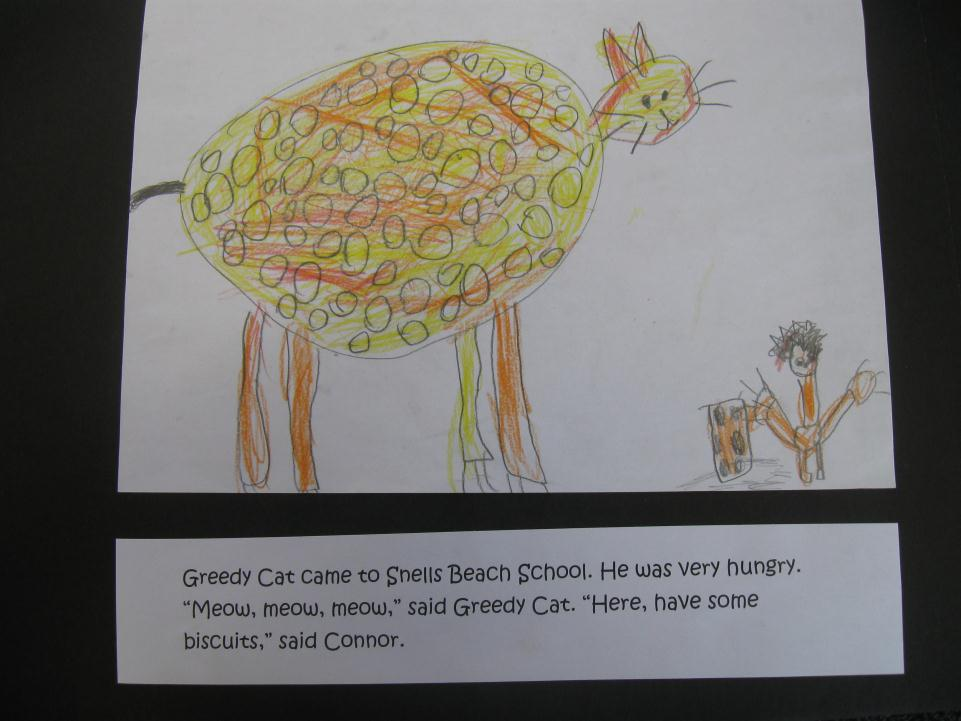 Greedy Cat came to Snells Beach School. He was very hungry.
“Meow, meow, meow,” said Greedy Cat. “Here, have some
biscuits,” said Connor.